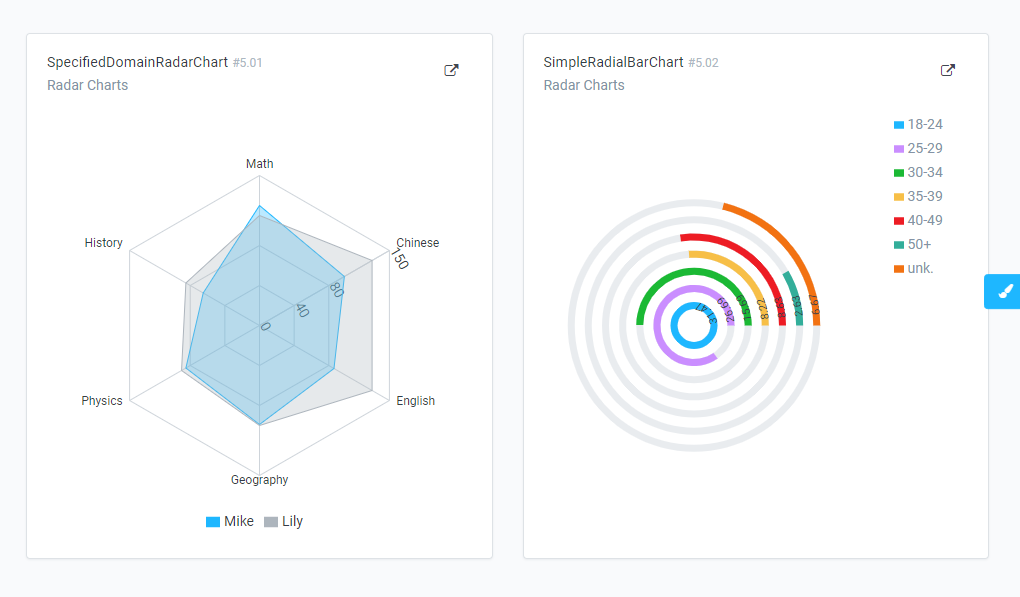 SpecifiedDomainRadarChart #5.01
Radar Charts
Math
History
Chinese
150
80
40
0
Physics
English
Geography
Mike
Lily
SimpleRadialBarChart #5.02
Radar Charts
18-24
25-29
30-34
35-39
40-49
50+
unk.
31.47
26.69
15.69
8.22
8.63
2.63
6.67